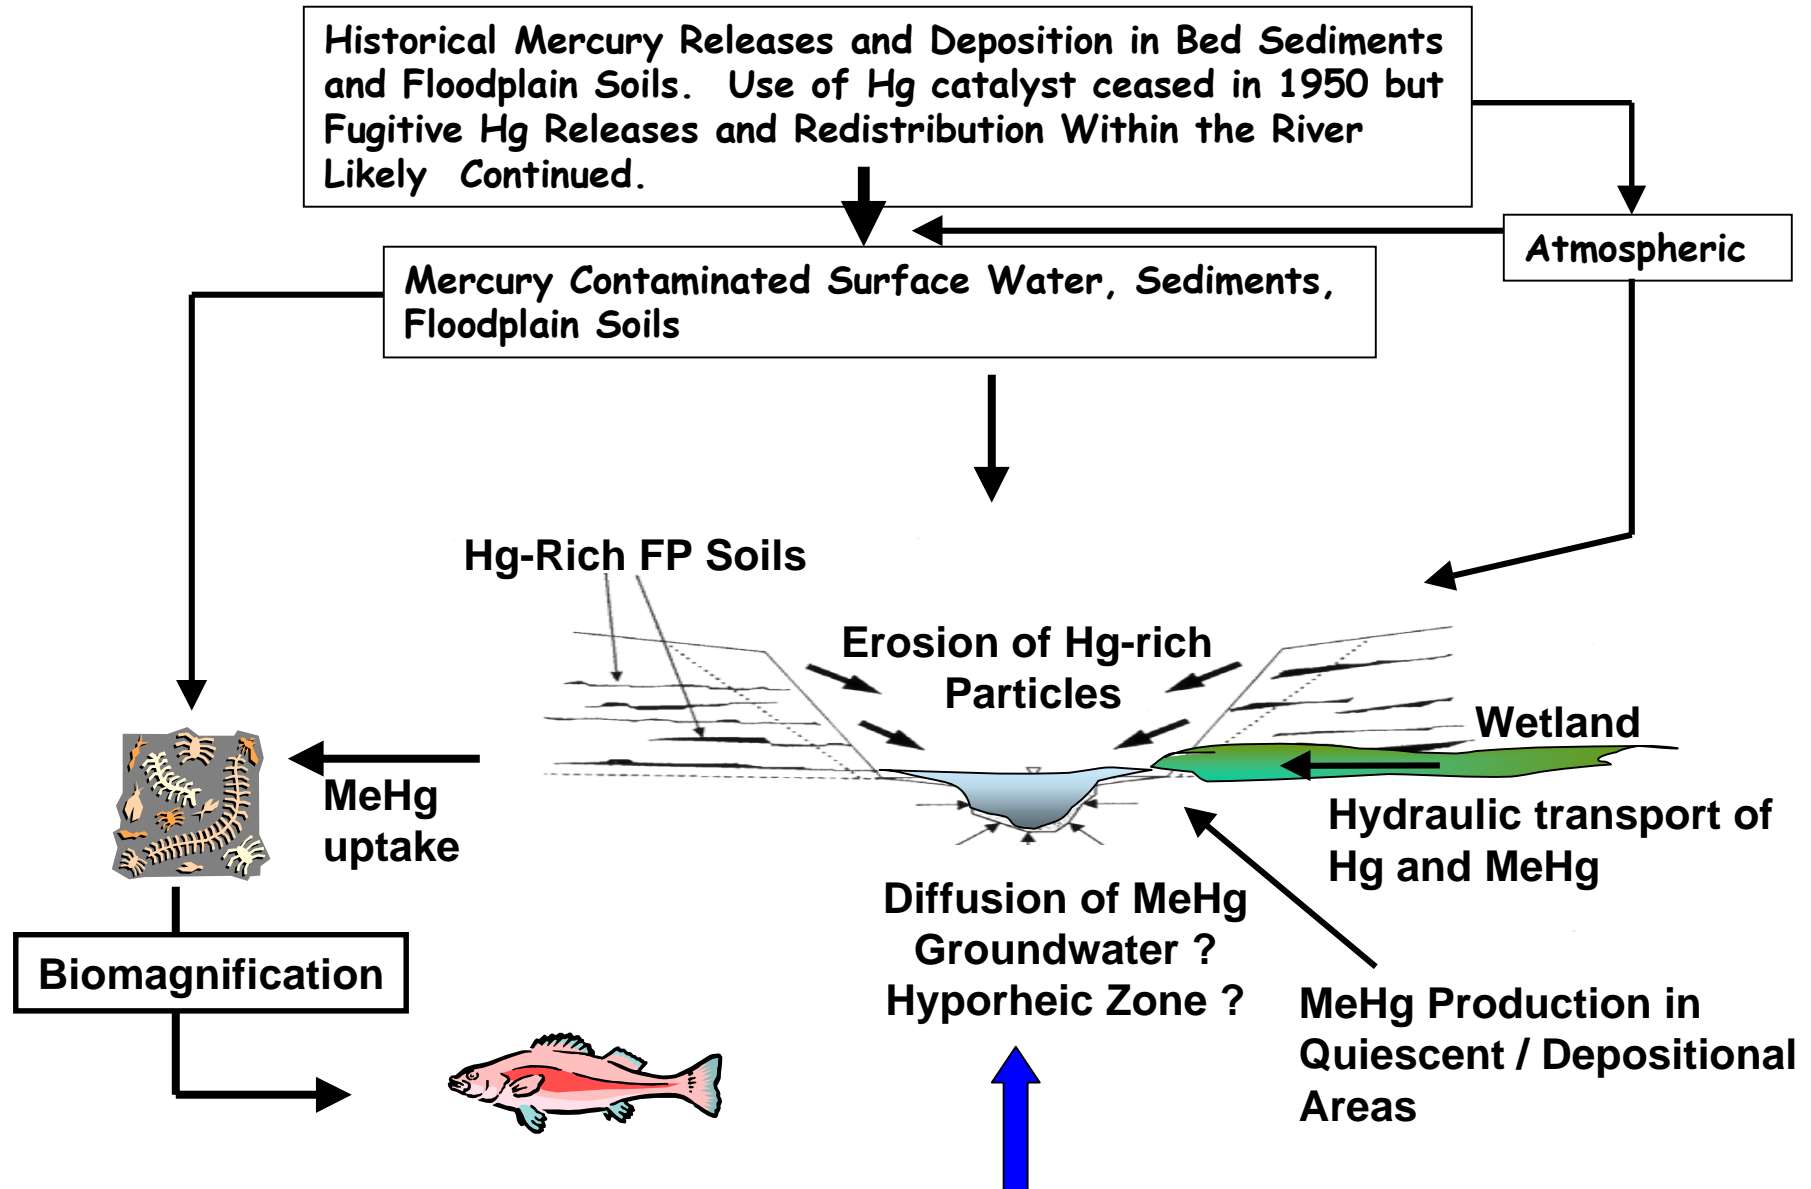 Historical Mercury Releases and Deposition in Bed Sediments
and Floodplain Soils. Use of Hg catalyst ceased in 1950 but
Fugitive Hg Releases and Redistribution Within the River
Likely Continued.
Atmospheric
Mercury Contaminated Surface Water, Sediments,
Floodplain Soils
Hg-Rich FP Soils
Erosion of Hg-rich
Particles
Wetland
MeHg
uptake
Hydraulic transport of
Hg and MeHg
Diffusion of MeHg
Groundwater ?
Hyporheic Zone ?
Biomagnification
MeHg Production in
Quiescent / Depositional
Areas